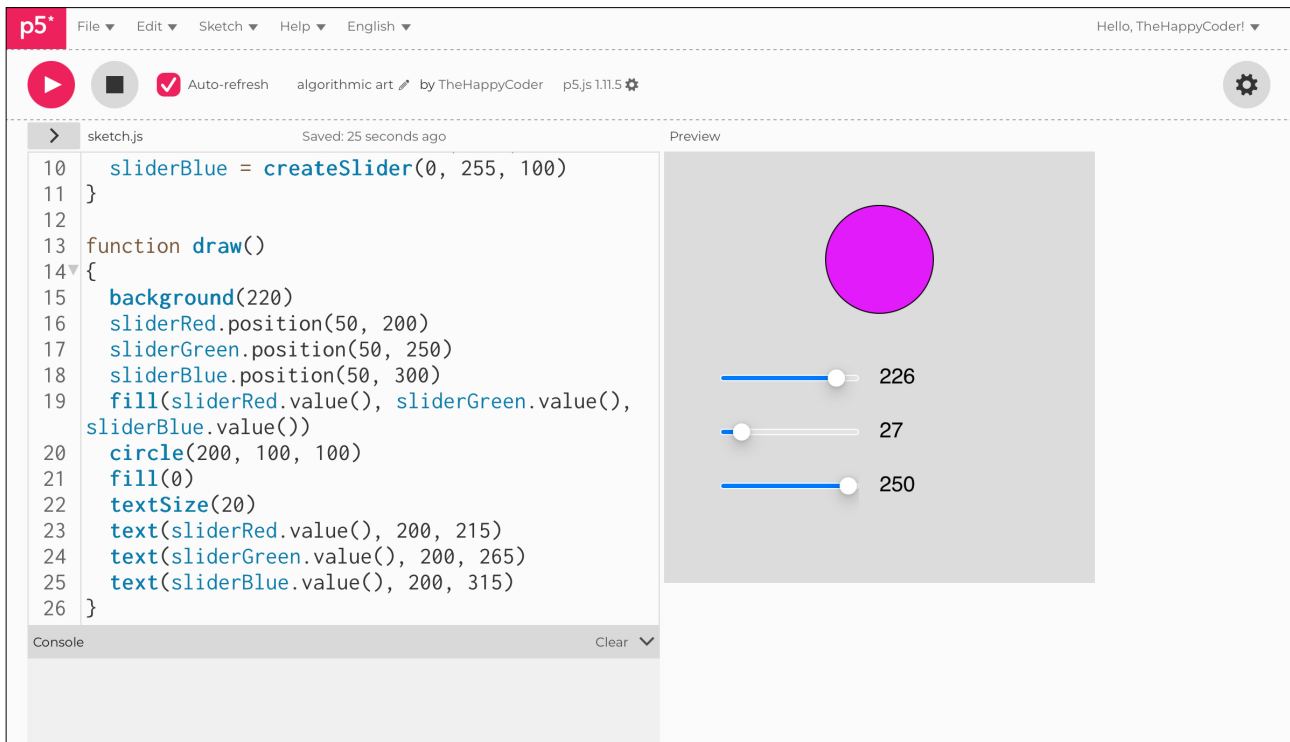 p5* File Edit Sketch Help English Hello, TheHappyCoder!
Auto-refresh algorithmic art by TheHappyCoder p5.js 1.11.5
sketch.js Saved: 25 seconds ago Preview
10 sliderBlue = createSlider(0, 255, 100)
11 }
12
13 function draw()
14 {
15 background(220)
16 sliderRed.position(50, 200)
17 sliderGreen.position(50, 250)
18 sliderBlue.position(50, 300)
19 fill(sliderRed.value(), sliderGreen.value(),
sliderBlue.value())
20 circle(200, 100, 100)
21 fill(0)
22 textSize(20)
23 text(sliderRed.value(), 200, 215)
24 text(sliderGreen.value(), 200, 265)
25 text(sliderBlue.value(), 200, 315)
26 }
Console Clear
226
27
250